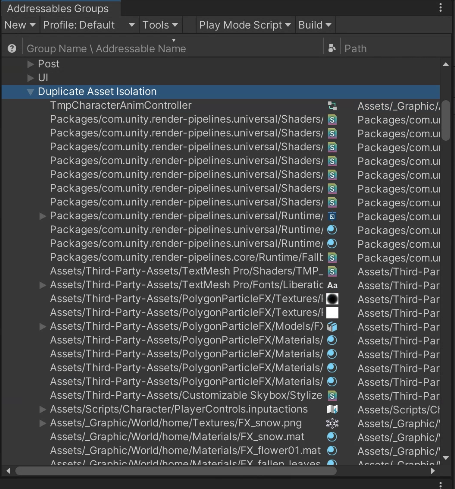 Addressables Groups
New Profile: Default Tools Play Mode Script Build
Group Name \ Addressable Name Path
Post
UI
Duplicate Asset Isolation
TmpCharacterAnimController Assets/_Graphic/
Packages/com.unity.render-pipelines.universal/Shaders/ Packages/com.u
Packages/com.unity.render-pipelines.universal/Shaders/ Packages/com.u
Packages/com.unity.render-pipelines.universal/Shaders/ Packages/com.u
Packages/com.unity.render-pipelines.universal/Shaders/ Packages/com.u
Packages/com.unity.render-pipelines.universal/Shaders/ Packages/com.u
Packages/com.unity.render-pipelines.universal/Shaders/ Packages/com.u
Packages/com.unity.render-pipelines.universal/Shaders/ Packages/com.u
Packages/com.unity.render-pipelines.universal/Runtime/ Packages/com.u
Packages/com.unity.render-pipelines.universal/Runtime/ Packages/com.u
Packages/com.unity.render-pipelines.universal/Runtime/ Packages/com.u
Packages/com.unity.render-pipelines.core/Runtime/Fallb Packages/com.u
Assets/Third-Party-Assets/TextMesh Pro/Shaders/TMP_ Assets/Third-Par
Assets/Third-Party-Assets/TextMesh Pro/Fonts/Liberatic Aa Assets/Third-Par
Assets/Third-Party-Assets/PolygonParticleFX/Textures/ Assets/Third-Par
Assets/Third-Party-Assets/PolygonParticleFX/Textures/ Assets/Third-Par
Assets/Third-Party-Assets/PolygonParticleFX/Models/FX Assets/Third-Par
Assets/Third-Party-Assets/PolygonParticleFX/Materials/ Assets/Third-Par
Assets/Third-Party-Assets/PolygonParticleFX/Materials/ Assets/Third-Par
Assets/Third-Party-Assets/PolygonParticleFX/Materials/ Assets/Third-Par
Assets/Third-Party-Assets/PolygonParticleFX/Materials/ Assets/Third-Par
Assets/Third-Party-Assets/Customizable Skybox/Stylize Assets/Third-Par
Assets/Scripts/Character/PlayerControls.inputactions Assets/Scripts/Ch
Assets/_Graphic/World/home/Textures/FX_snow.png Assets/_Graphic/\
Assets/_Graphic/World/home/Materials/FX_snow.mat Assets/_Graphic/\
Assets/_Graphic/World/home/Materials/FX_flower01.mat Assets/_Graphic/\
Assets/_Graphic/World/home/Materials/FX_fallen_leaves Assets/_Graphic/\